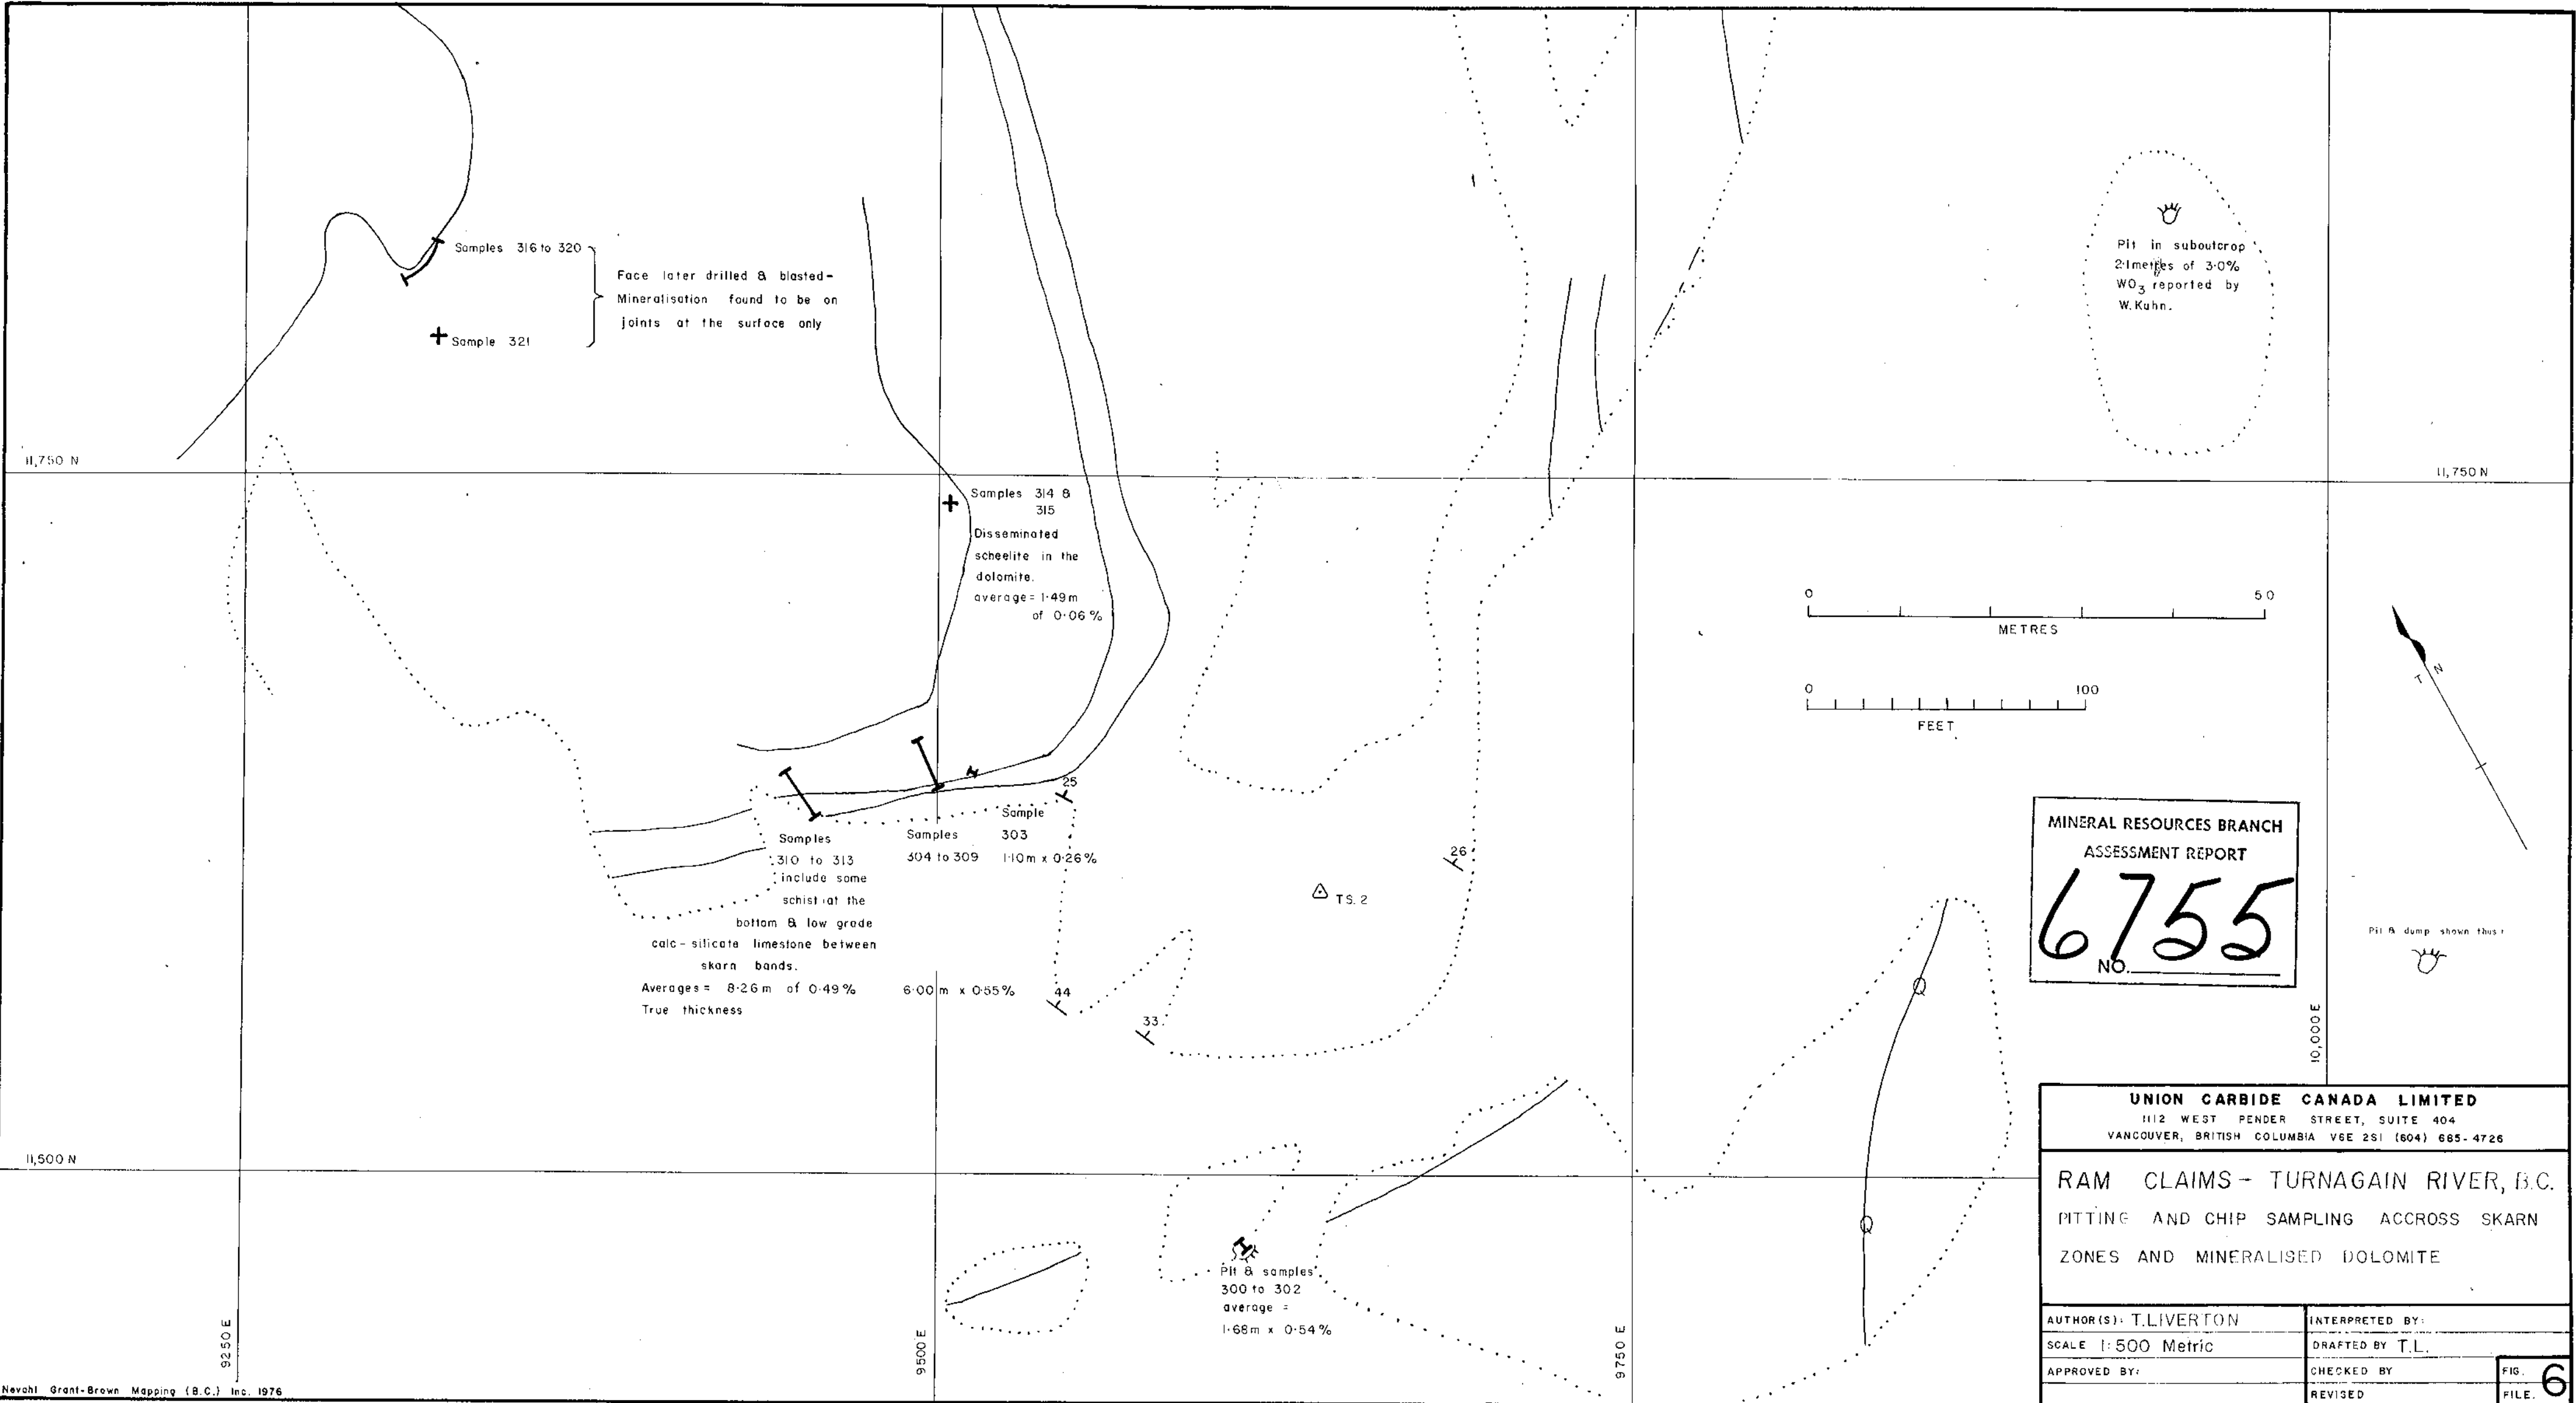 Samples 316 to 320
Face later drilled & blasted-
Mineralisation found to be on
joints at the surface only
Sample 321
Pit in suboutcrop
2·1metres of 3·0%
WO3 reported by
W. Kuhn.
11,750 N
11,750 N
Samples 314 &
315
Disseminated
scheelite in the
dolomite.
average = 1·49m
of 0·06%
0 50
METRES
0 100
FEET
T N
25
Samples
310 to 313
include some
schist at the
bottom & low grade
calc-silicate limestone between
skarn bands.
Averages = 8·26m of 0·49%
True thickness
Samples
304 to 309
6·00m x 0·55%
Sample
303
1·10m x 0·26%
26
T.S. 2
44
33
MINERAL RESOURCES BRANCH
ASSESSMENT REPORT
6755
NO.
Pit & dump shown thus:
Q
Q
11,500 N
Pit & samples
300 to 302
average =
1·68m x 0·54%
9250 E
9500 E
9750 E
10,000 E
UNION CARBIDE CANADA LIMITED
1112 WEST PENDER STREET, SUITE 404
VANCOUVER, BRITISH COLUMBIA V6E 2S1 (604) 685-4726
RAM CLAIMS - TURNAGAIN RIVER, B.C.
PITTING AND CHIP SAMPLING ACCROSS SKARN
ZONES AND MINERALISED DOLOMITE
AUTHOR(S): T. LIVERTON
INTERPRETED BY:
SCALE 1:500 Metric
DRAFTED BY T.L.
APPROVED BY:
CHECKED BY
REVISED
FIG. 6
FILE.
Nevohl Grant-Brown Mapping (B.C.) Inc. 1976